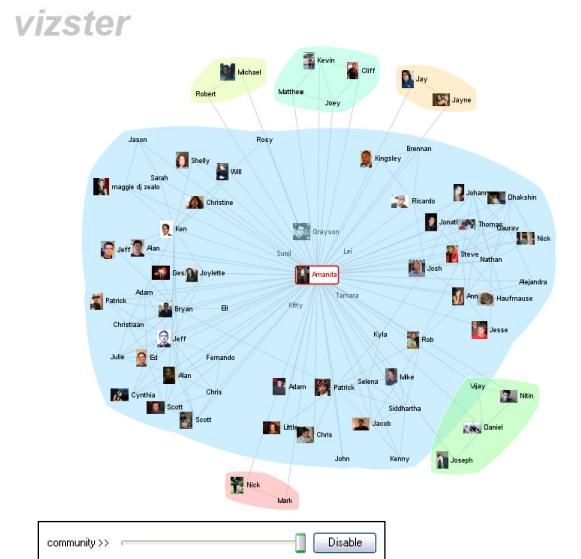 vizster
Kevin
Michael
Cliff
Jay
Matthew
Robert
Joey
Jayne
Jason
Rosy
Brennan
Shelly
Kingsley
Will
Sarah
maggie dj zealo
Johann
Dhakshin
Christine
Ricardo
Ken
Grayson
Jonath
Thomas
Gaurav
Nick
Jeff
Alan
Sunil
Lei
Steve
Nathan
Josh
Joylette
Amanda
Alejandra
Adam
Kitty
Tamara
Ann
Haufmause
Patrick
Bryan
Eli
Christiaan
Jesse
Jeff
Kyla
Rob
Julie
Ed
Fernando
Alan
Selena
Mike
Adam
Patrick
Vijay
Cynthia
Chris
Nitin
Scott
Siddhartha
Scott
Jacob
Daniel
Little
Chris
John
Kenny
Joseph
Nick
Mark
community >>
Disable